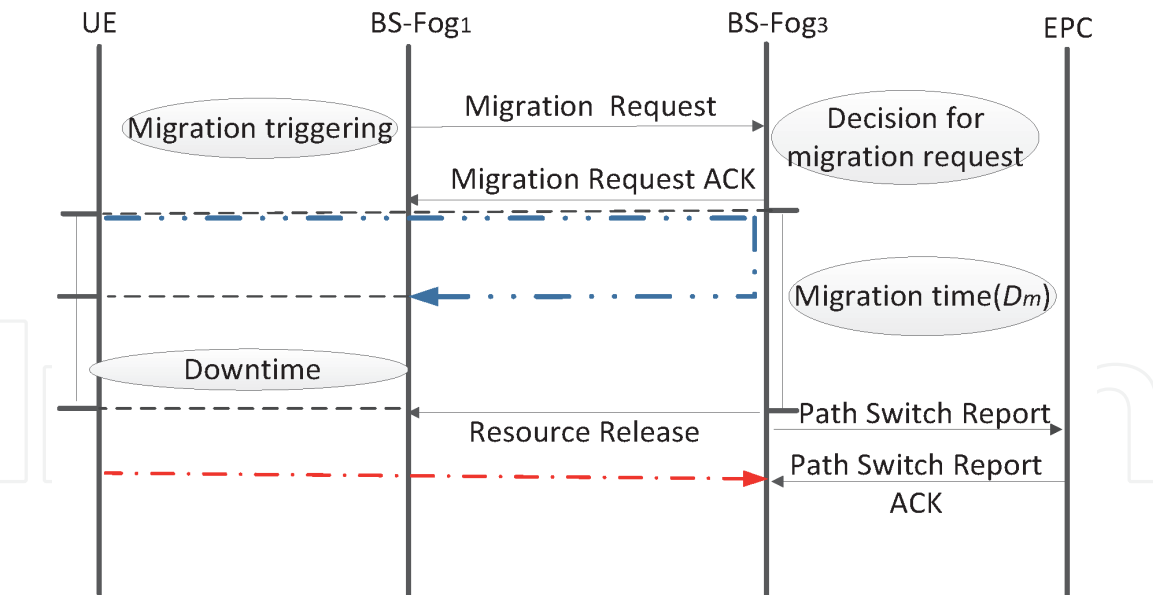 UE
BS-Fog1
BS-Fog3
EPC
Migration Request
Migration triggering
Decision for
migration request
Migration Request ACK
Migration time(Dm)
Downtime
Path Switch Report
Resource Release
Path Switch Report
ACK